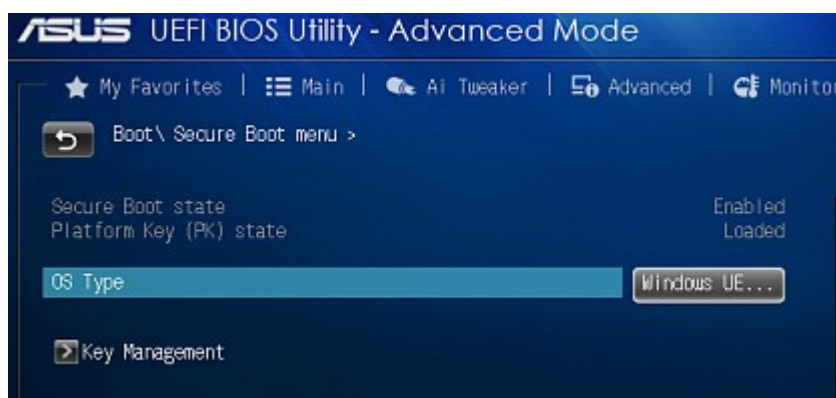 ASUS UEFI BIOS Utility - Advanced Mode
My Favorites | Main | Ai Tweaker | Advanced | Monitor
Boot\ Secure Boot menu >
Secure Boot state Enabled
Platform Key (PK) state Loaded
OS Type Windows UE...
Key Management